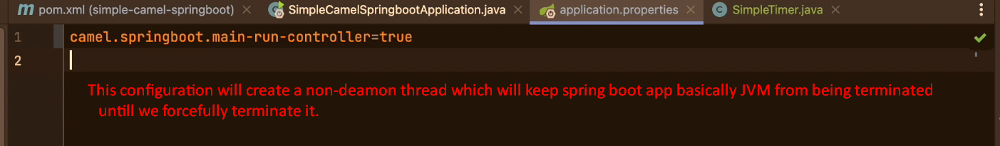 m pom.xml (simple-camel-springboot) SimpleCamelSpringbootApplication.java application.properties C SimpleTimer.java
1 camel.springboot.main-run-controller=true
2
This configuration will create a non-deamon thread which will keep spring boot app basically JVM from being terminated
untill we forcefully terminate it.